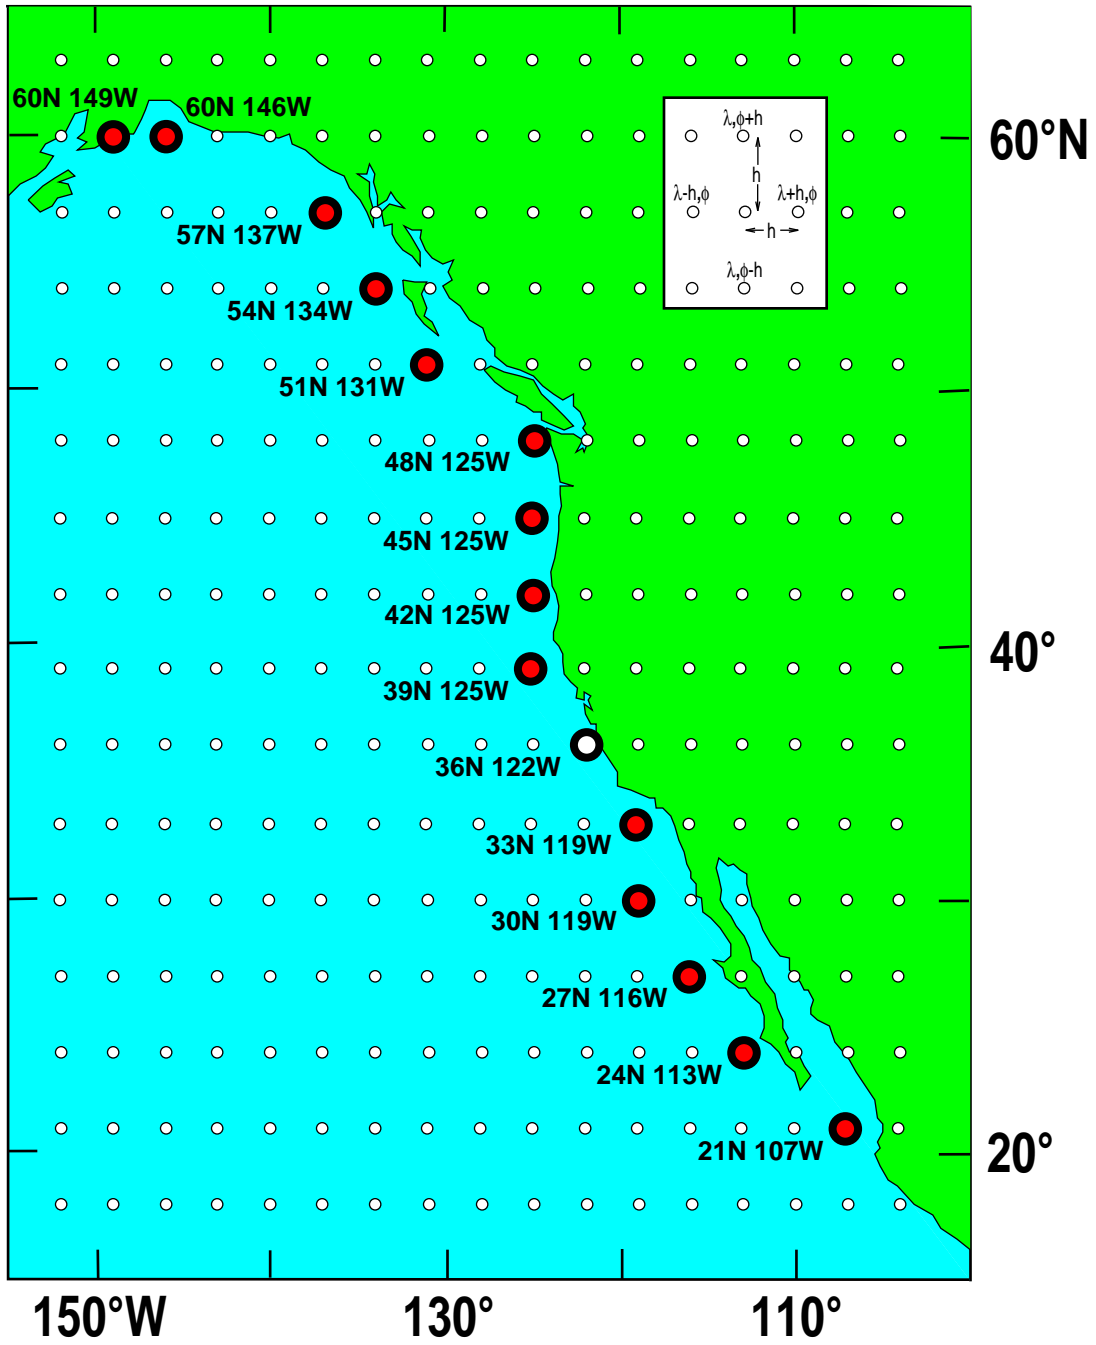 60N 149W
60N 146W
λ,ϕ+h
60°N
h
λ-h,ϕ
λ+h,ϕ
h
57N 137W
λ,ϕ-h
54N 134W
51N 131W
48N 125W
45N 125W
42N 125W
40°
39N 125W
36N 122W
33N 119W
30N 119W
27N 116W
24N 113W
21N 107W
20°
150°W
130°
110°